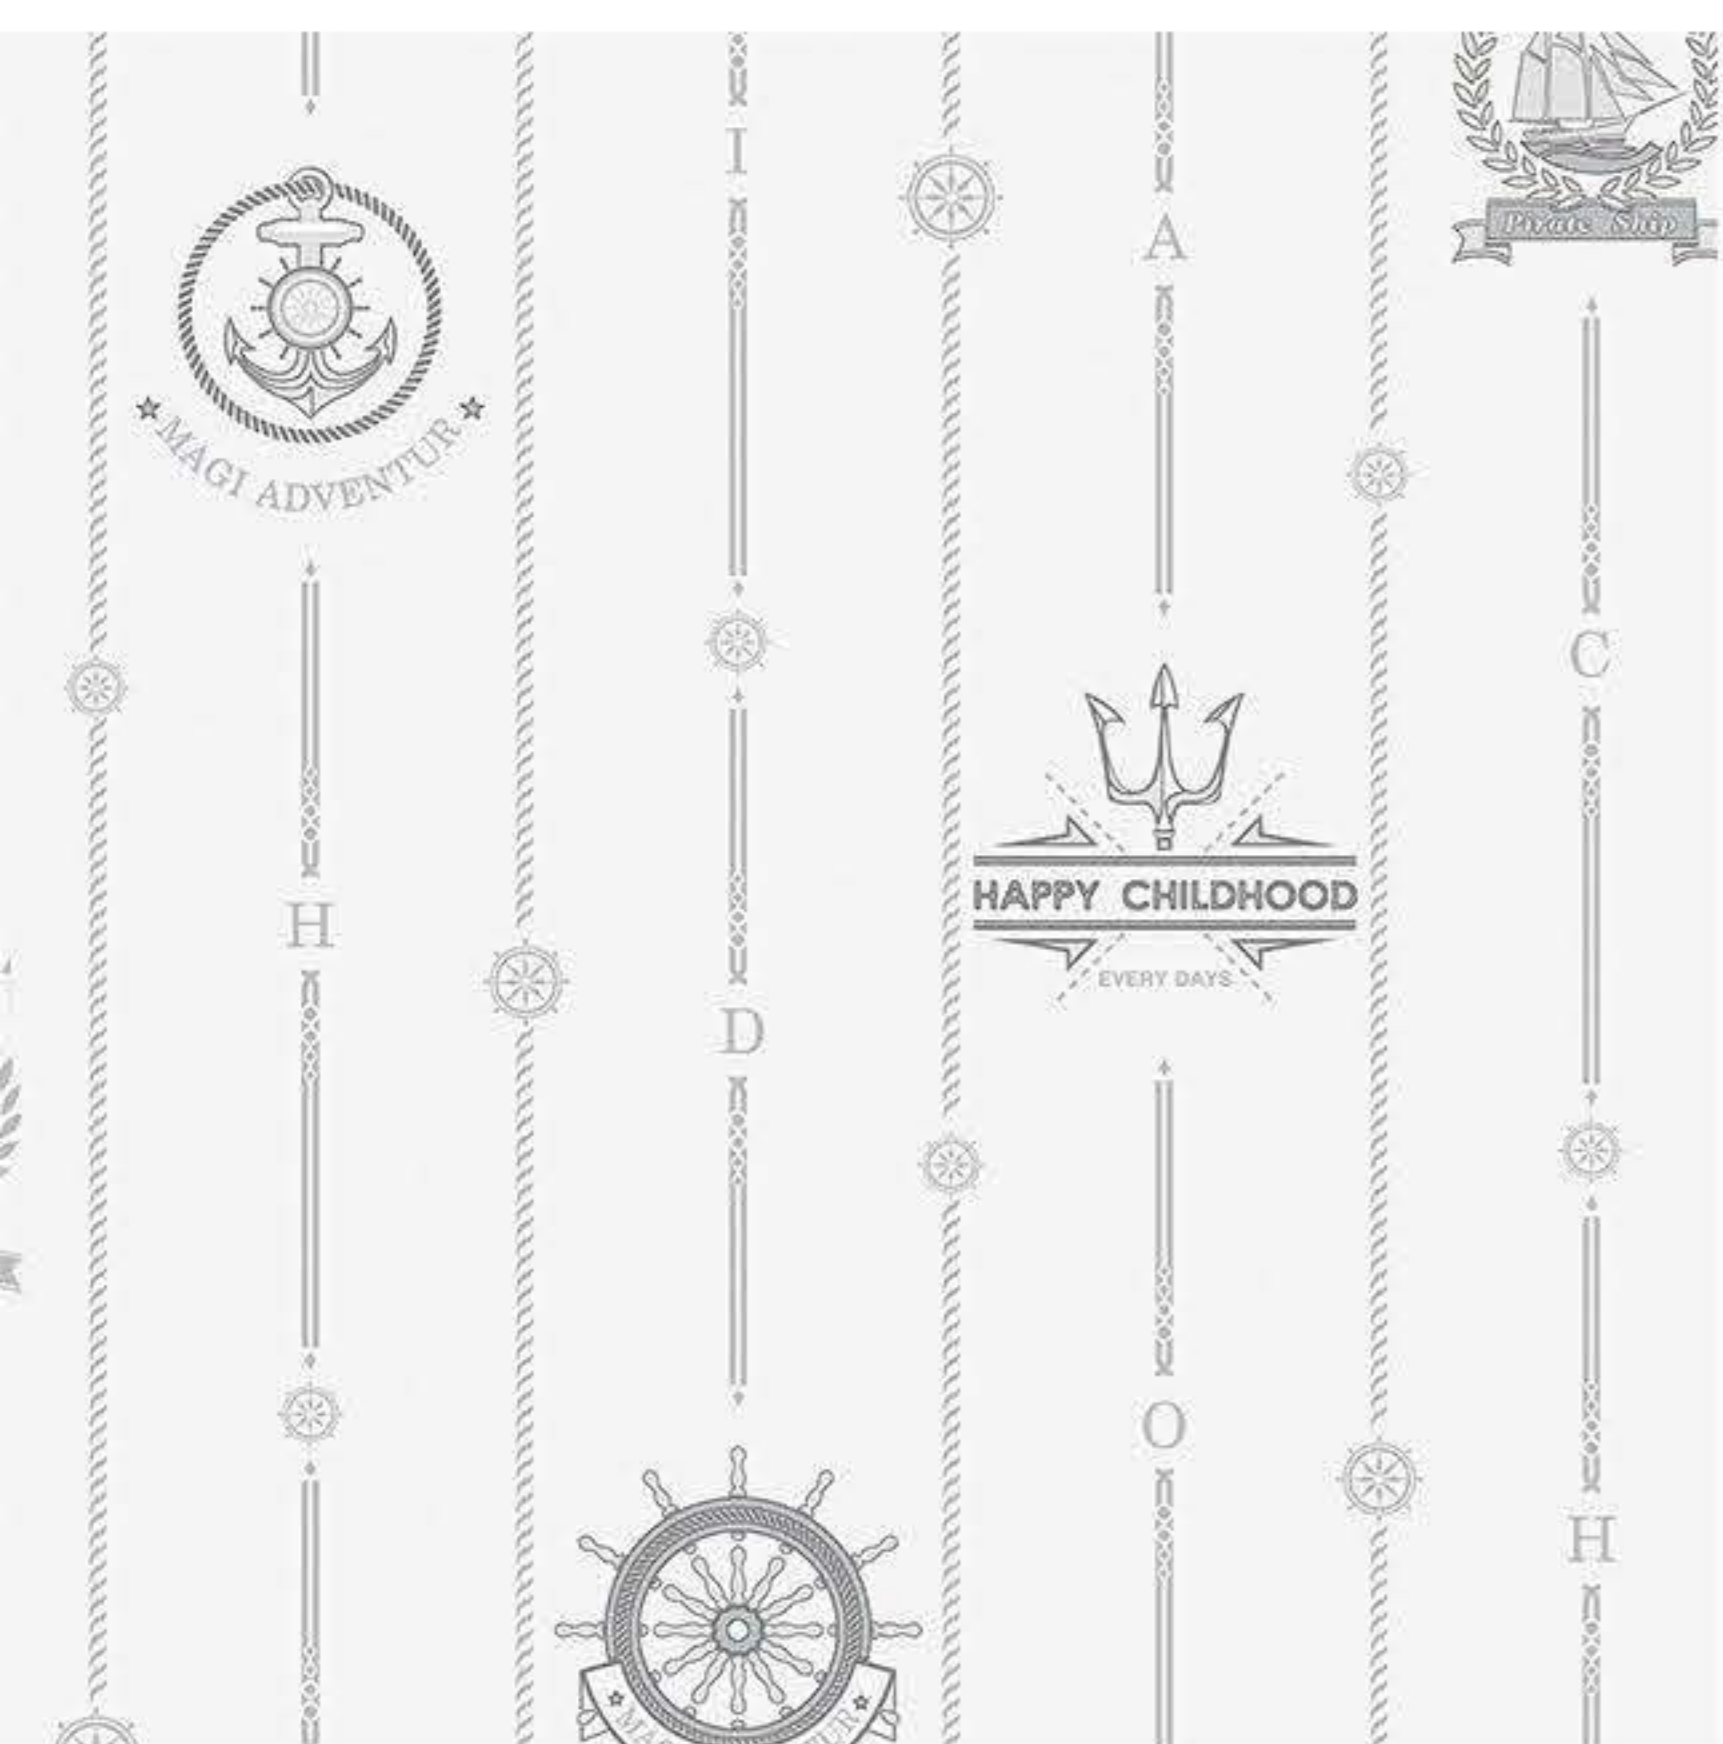 I
A
Pirate Ship
MAGI ADVENTUR
C
HAPPY CHILDHOOD
H
EVERY DAYS
D
O
H